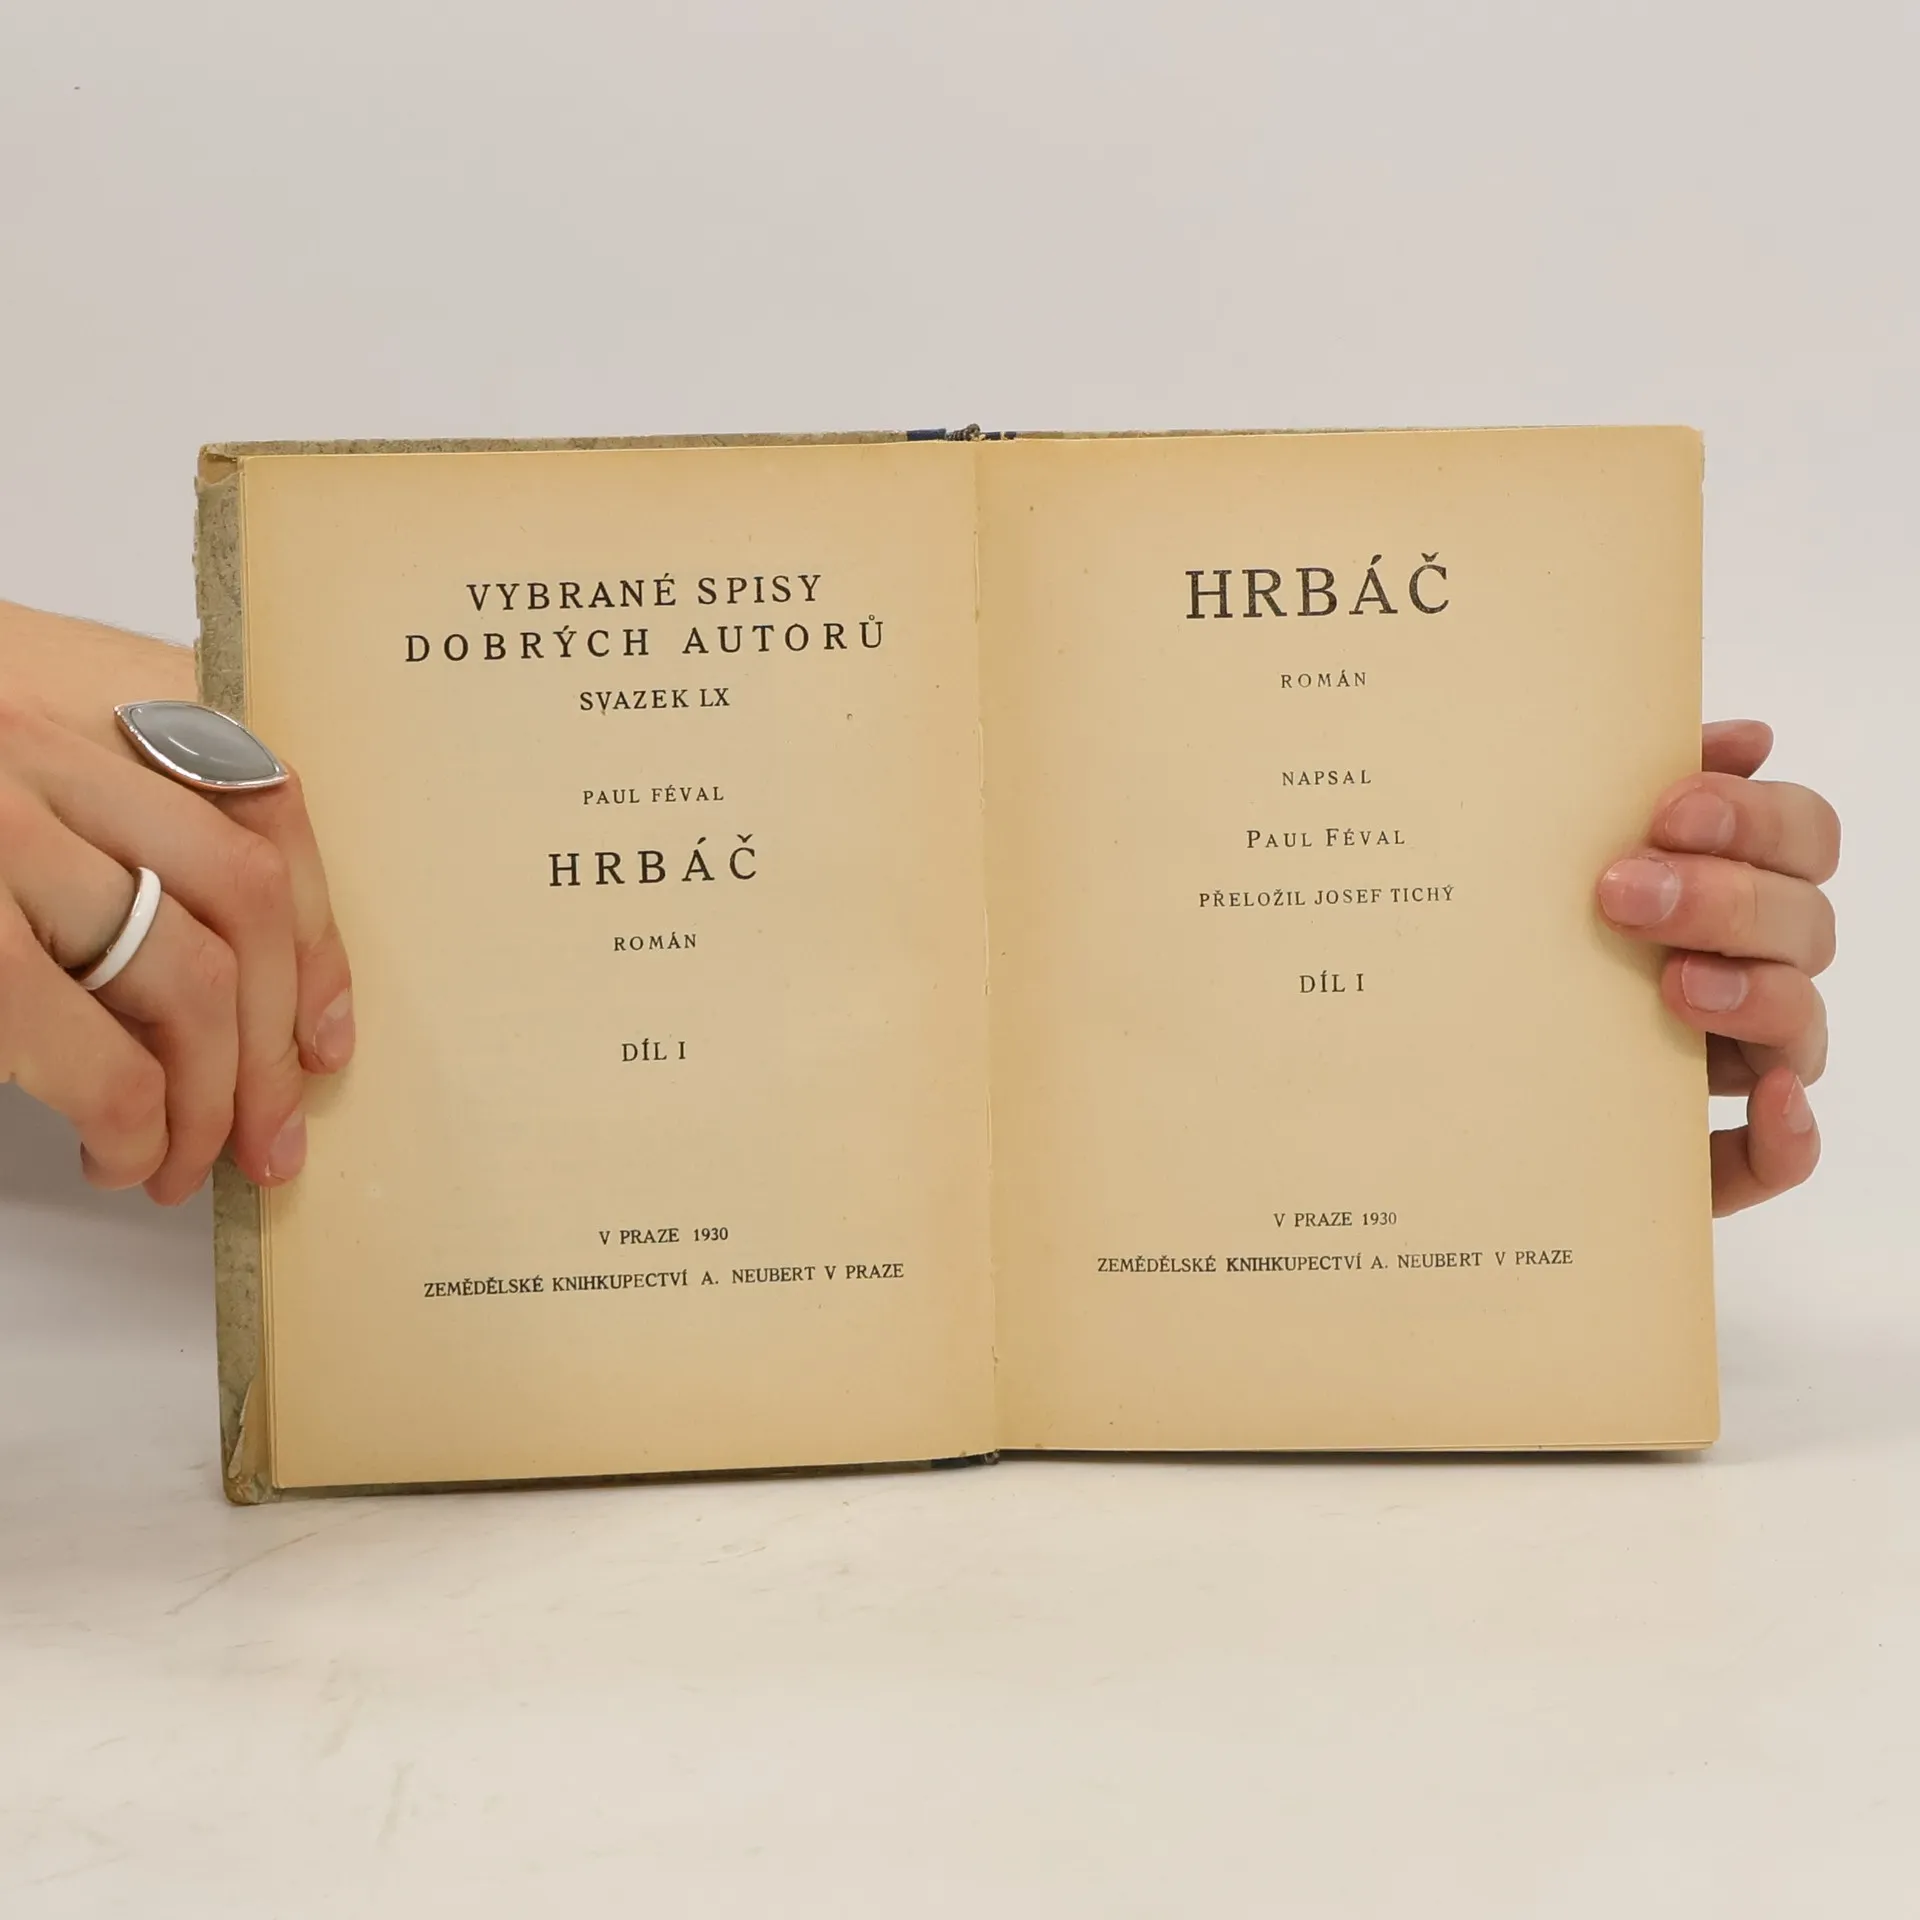 VYBRANÉ SPISY
DOBRÝCH AUTORŮ
SVAZEK LX
PAUL FÉVAL
HRBÁČ
ROMÁN
DÍL I
V PRAZE 1930
ZEMĚDĚLSKÉ KNIHKUPECTVÍ A. NEUBERT V PRAZE
HRBÁČ
ROMÁN
NAPSAL
PAUL FÉVAL
PŘELOŽIL JOSEF TICHÝ
DÍL I
V PRAZE 1930
ZEMĚDĚLSKÉ KNIHKUPECTVÍ A. NEUBERT V PRAZE